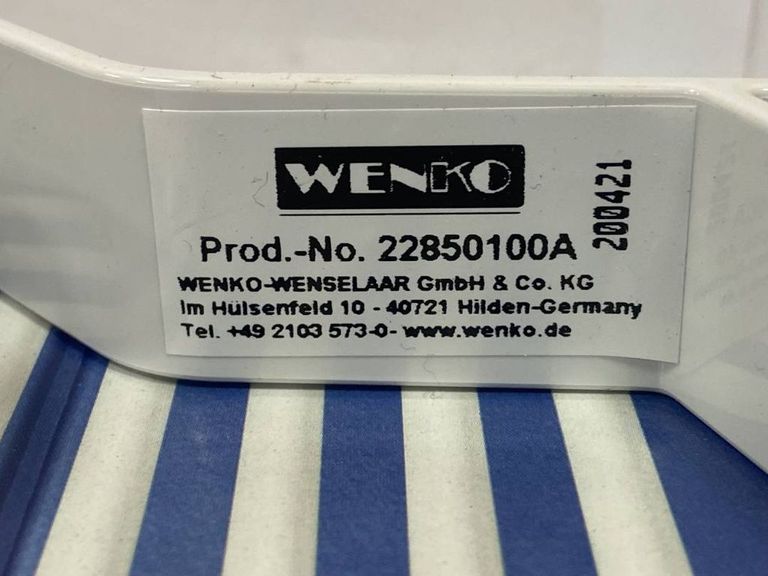 WENKO
Prod.-No. 22850100A
WENKO-WENSELAAR GmbH & Co. KG
Im Hülsenfeld 10 - 40721 Hilden-Germany
Tel. +49 2103 573-0- www.wenko.de
200421